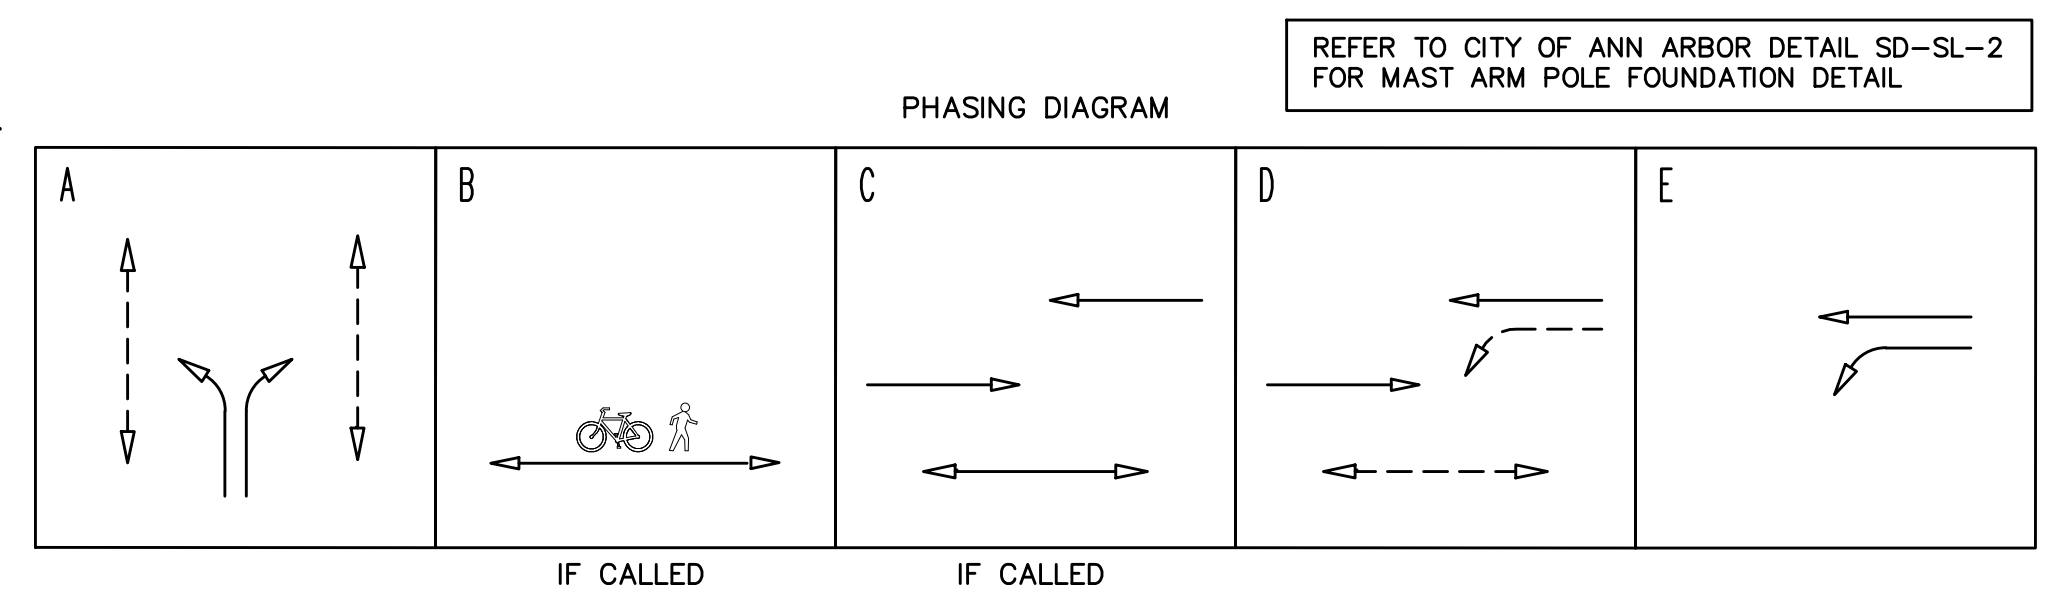 REFER TO CITY OF ANN ARBOR DETAIL SD-SL-2
FOR MAST ARM POLE FOUNDATION DETAIL
PHASING DIAGRAM
A
B
C
D
E
IF CALLED
IF CALLED